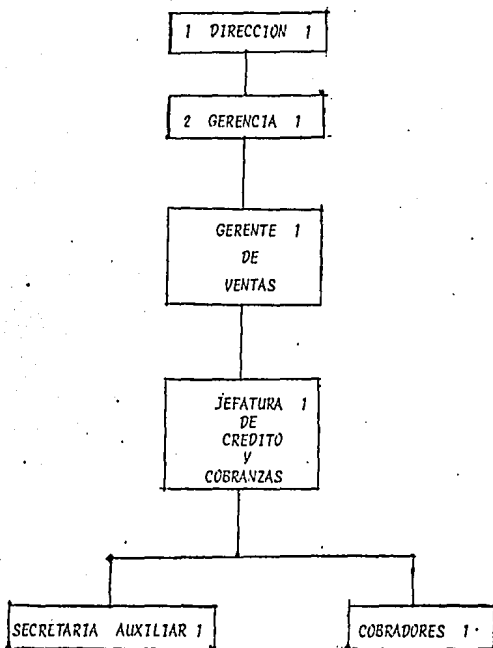 1 DIRECCION 1
2 GERENCIA 1
GERENTE 1
DE
VENTAS
JEFATURA 1
DE
CREDITO
Y
COBRANZAS
SECRETARIA AUXILIAR 1
COBRADORES 1